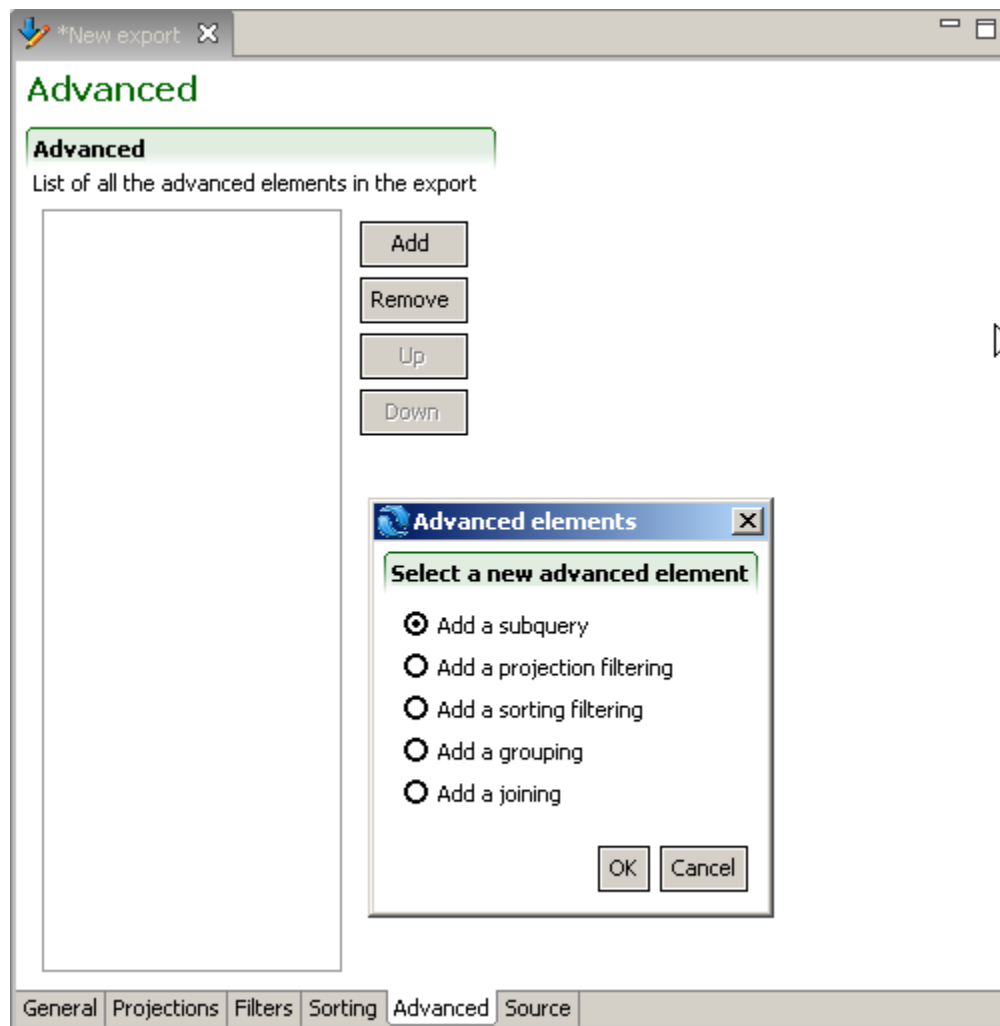 *New export
Advanced
Advanced
List of all the advanced elements in the export
Add
Remove
Up
Down
Advanced elements
Select a new advanced element
Add a subquery
Add a projection filtering
Add a sorting filtering
Add a grouping
Add a joining
OK Cancel
General Projections Filters Sorting Advanced Source